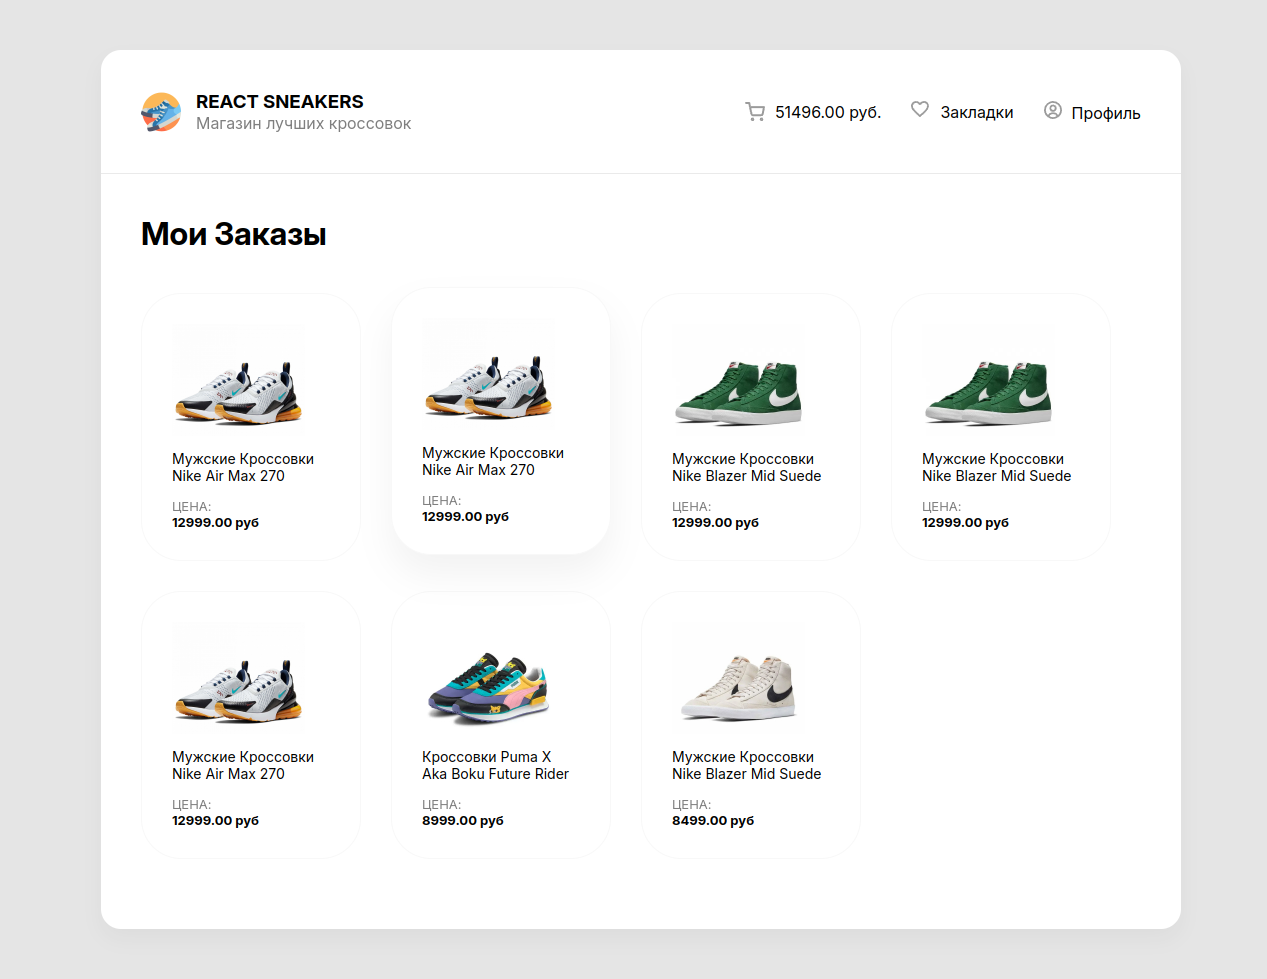 REACT SNEAKERS
Магазин лучших кроссовок
51496.00 руб.
Закладки
Профиль
Мои Заказы
Мужские Кроссовки
Nike Air Max 270
ЦЕНА:
12999.00 руб
Мужские Кроссовки
Nike Air Max 270
ЦЕНА:
12999.00 руб
Мужские Кроссовки
Nike Blazer Mid Suede
ЦЕНА:
12999.00 руб
Мужские Кроссовки
Nike Blazer Mid Suede
ЦЕНА:
12999.00 руб
Мужские Кроссовки
Nike Air Max 270
ЦЕНА:
12999.00 руб
Кроссовки Puma X
Aka Boku Future Rider
ЦЕНА:
8999.00 руб
Мужские Кроссовки
Nike Blazer Mid Suede
ЦЕНА:
8499.00 руб